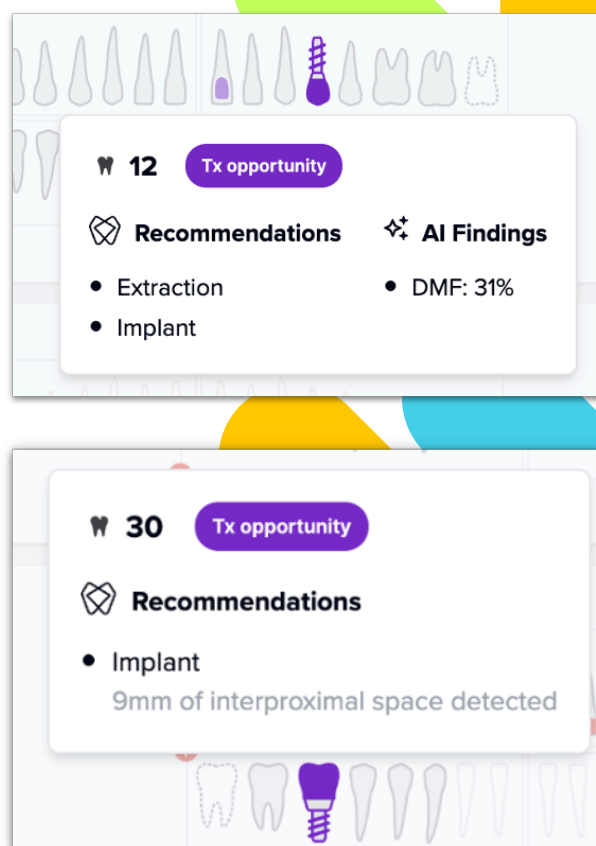 12 Tx opportunity
Recommendations
Extraction
Implant
AI Findings
DMF: 31%
30 Tx opportunity
Recommendations
Implant
9mm of interproximal space detected